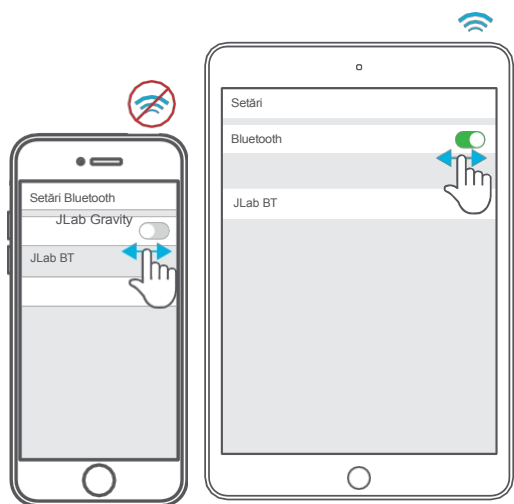 Setări Bluetooth
JLab Gravity
JLab BT
Setări
Bluetooth
JLab BT